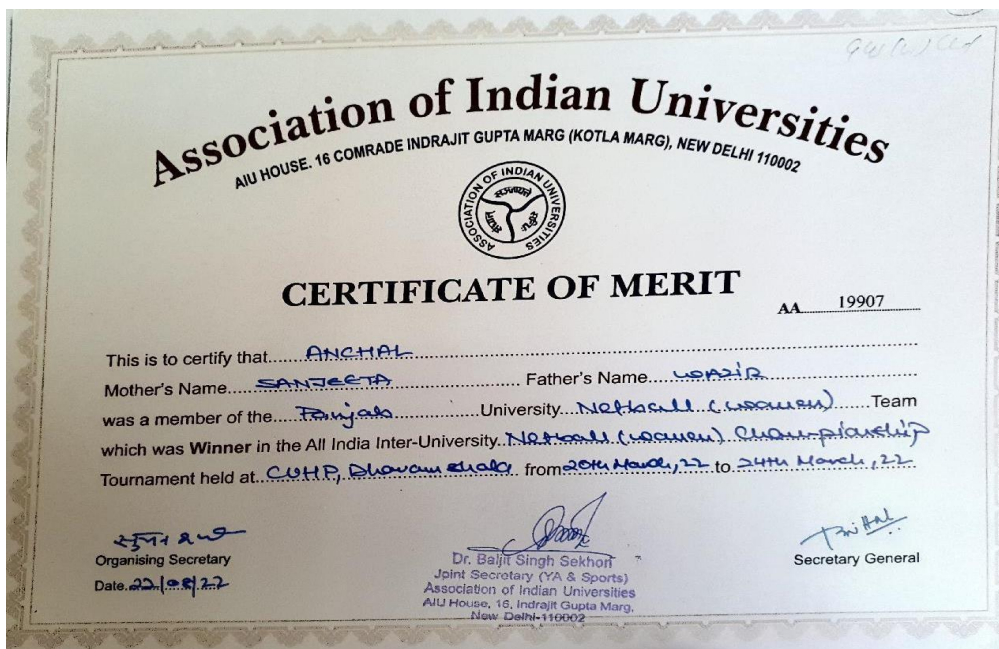 Association of Indian Universities
AIU HOUSE. 16 COMRADE INDRAJIT GUPTA MARG (KOTLA MARG), NEW DELHI 110002
ASSOCIATION OF INDIAN UNIVERSITIES
CERTIFICATE OF MERIT
AA 19907
This is to certify that ANCHAL
Mother's Name SANJEETA Father's Name WAZIR
was a member of the Panjab University Netball (women) Team
which was Winner in the All India Inter-University Netball (women) Championship
Tournament held at CUHP, Dharamshala from 20th March, 22 to 24th March, 22
Organising Secretary
Date 22/08/22
Dr. Baljit Singh Sekhon
Joint Secretary (YA & Sports)
Association of Indian Universities
AIU House, 16, Indrajit Gupta Marg,
New Delhi-110002
Secretary General